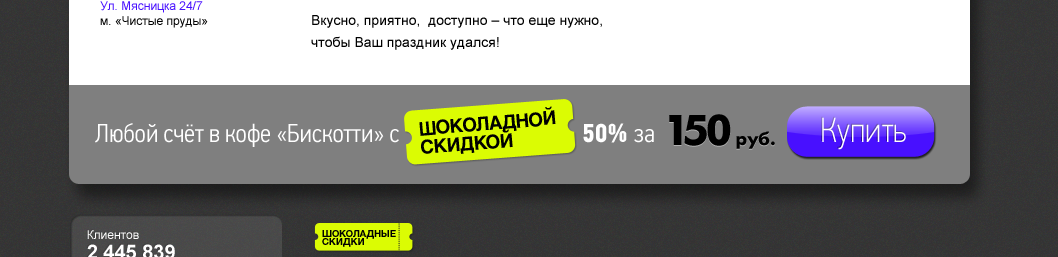 Ул. Мясницка 24/7
м. «Чистые пруды»
Вкусно, приятно, доступно – что еще нужно,
чтобы Ваш праздник удался!
Любой счёт в кофе «Бискотти» с ШОКОЛАДНОЙ СКИДКОЙ 50% за 150 руб. Купить
Клиентов
2 445 839
ШОКОЛАДНЫЕ
СКИДКИ